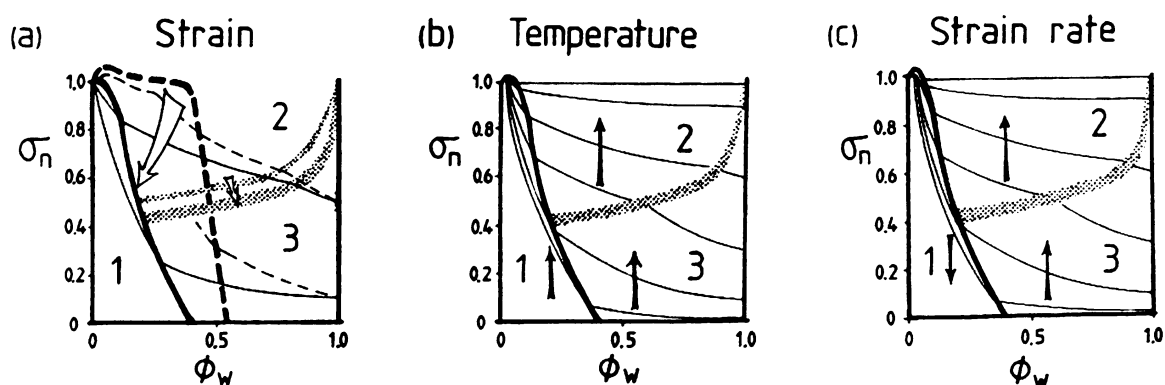 (a) Strain (b) Temperature (c) Strain rate
1.0 1.0 1.0
0.8 2 0.8 2 0.8 2
σn 0.6 σn 0.6 σn 0.6
0.4 3 0.4 0.4
0.2 1 0.2 1 3 0.2 1 3
0 0 0
0 0.5 1.0 0 0.5 1.0 0 0.5 1.0
ϕw ϕw ϕw